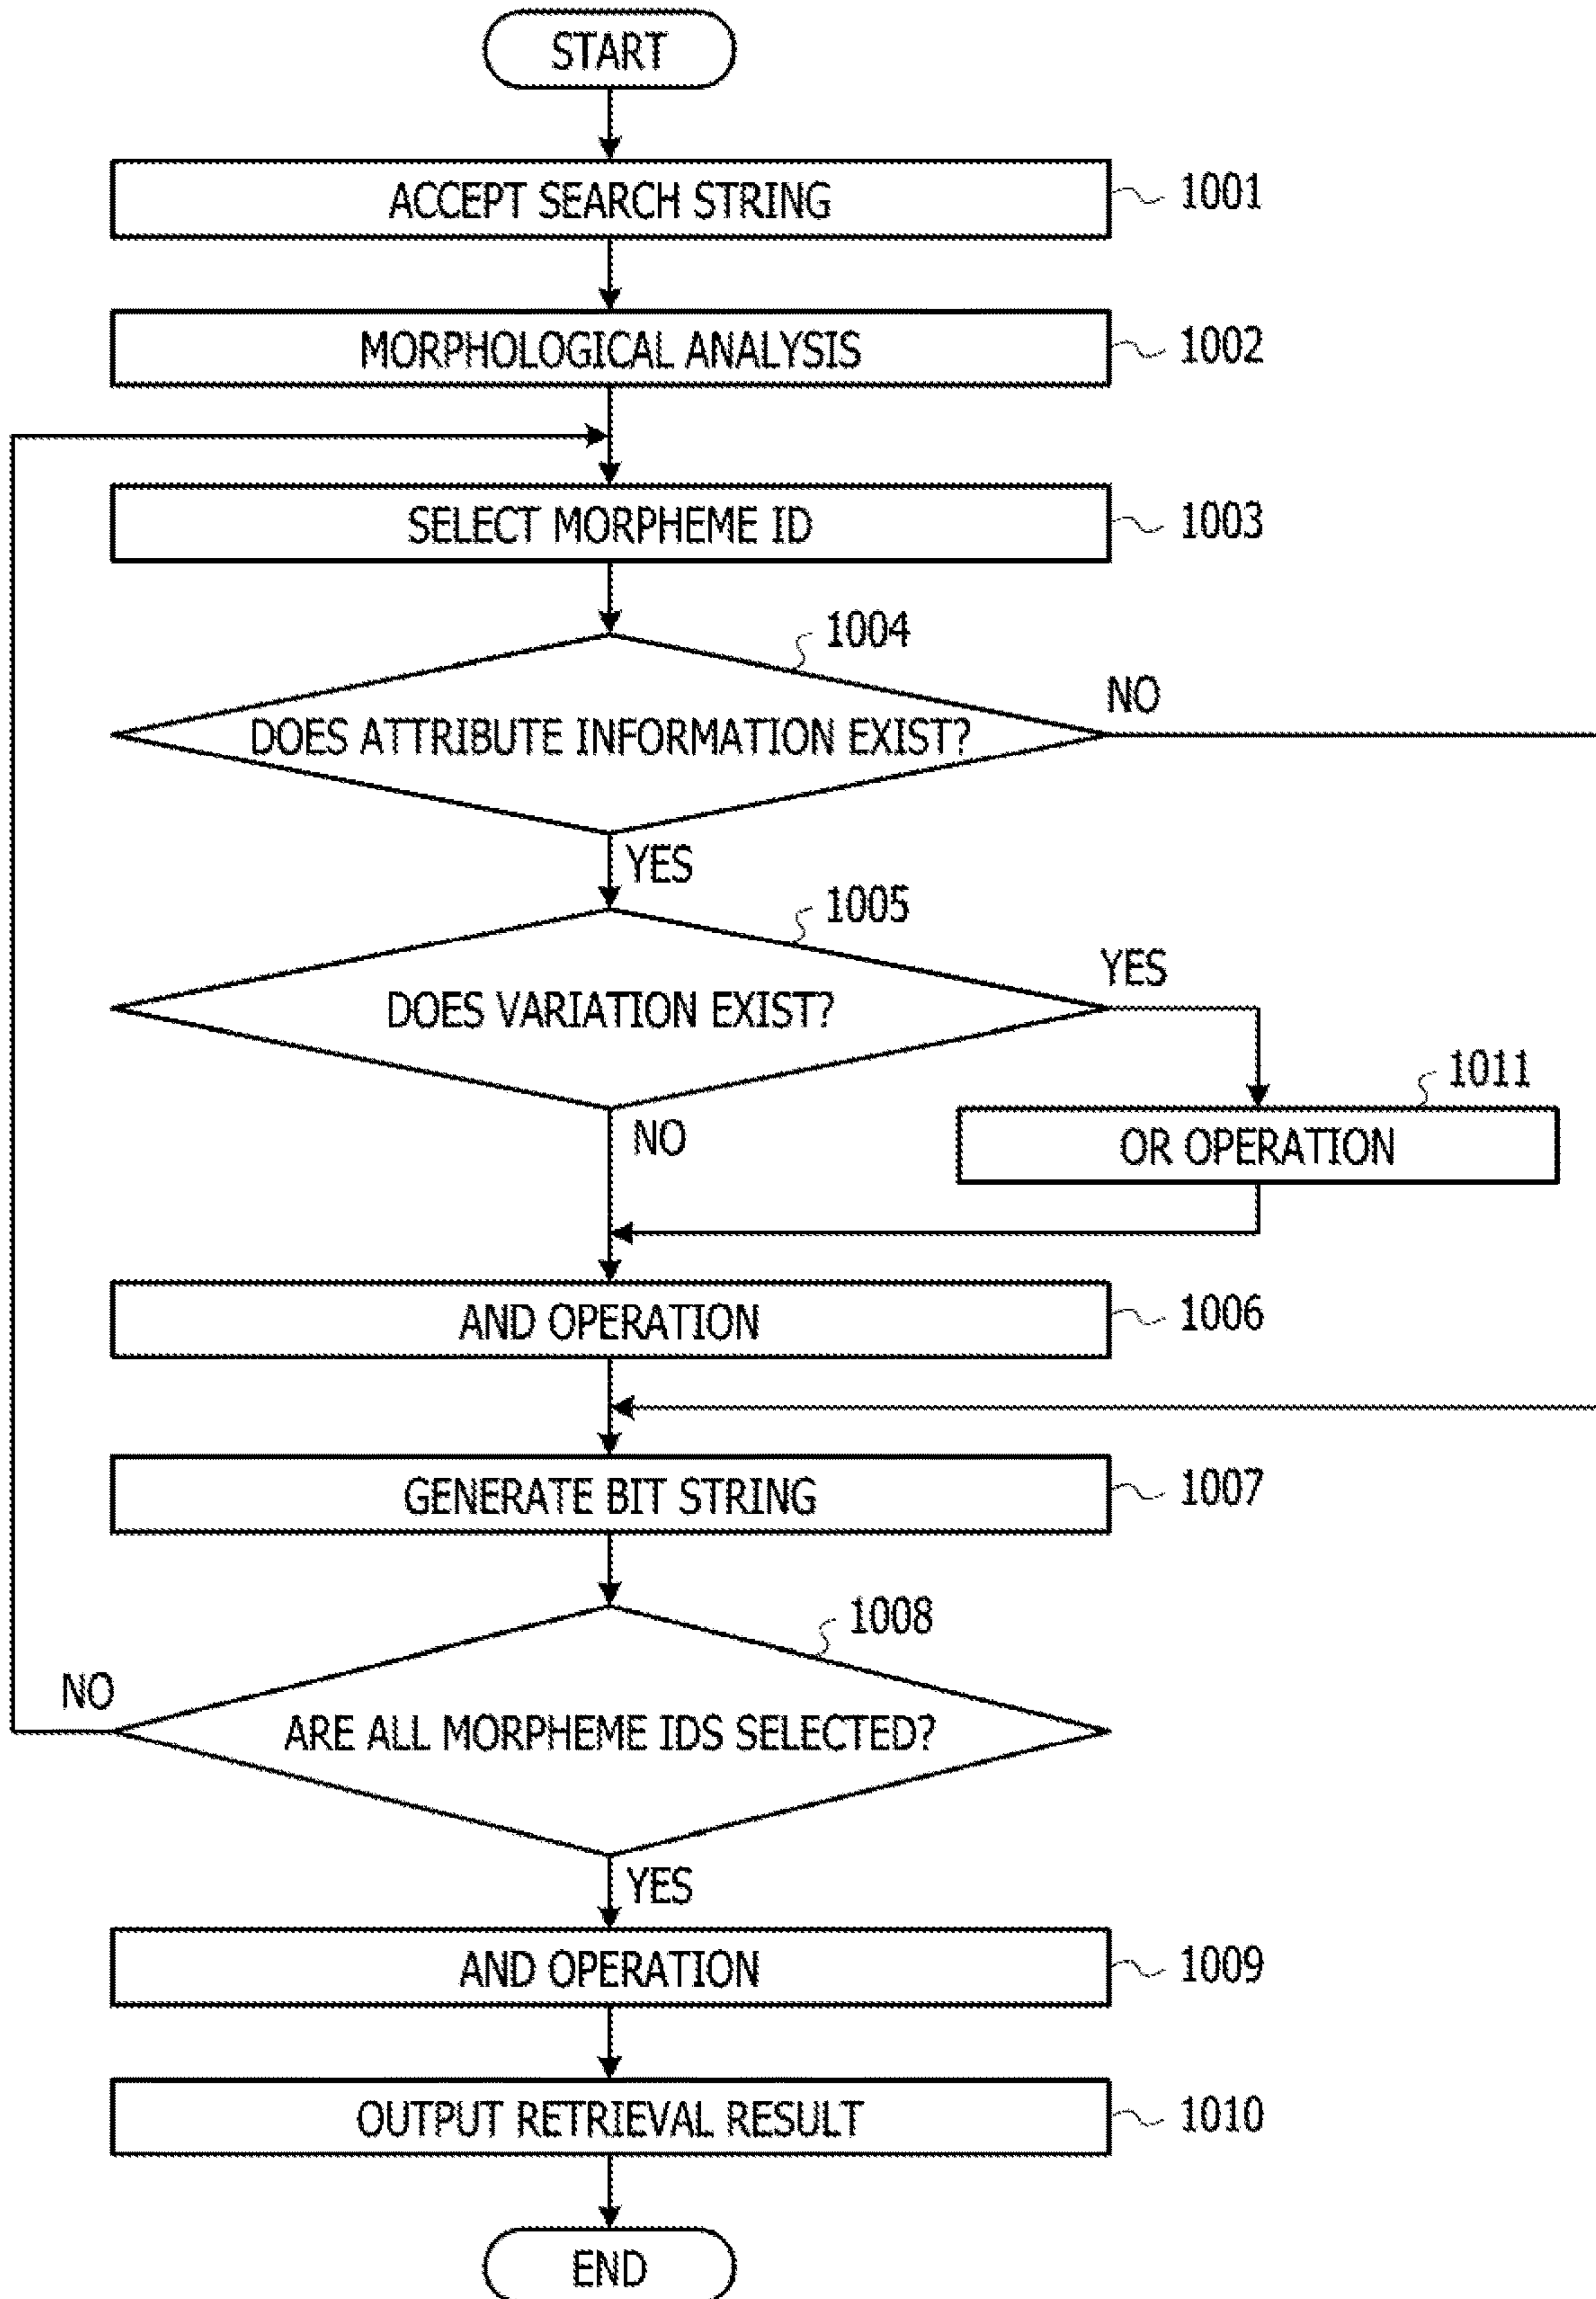 START
ACCEPT SEARCH STRING
1001
MORPHOLOGICAL ANALYSIS
1002
SELECT MORPHEME ID
1003
1004
DOES ATTRIBUTE INFORMATION EXIST?
NO
YES
1005
DOES VARIATION EXIST?
YES
1011
OR OPERATION
NO
AND OPERATION
1006
GENERATE BIT STRING
1007
1008
ARE ALL MORPHEME IDS SELECTED?
NO
YES
AND OPERATION
1009
OUTPUT RETRIEVAL RESULT
1010
END